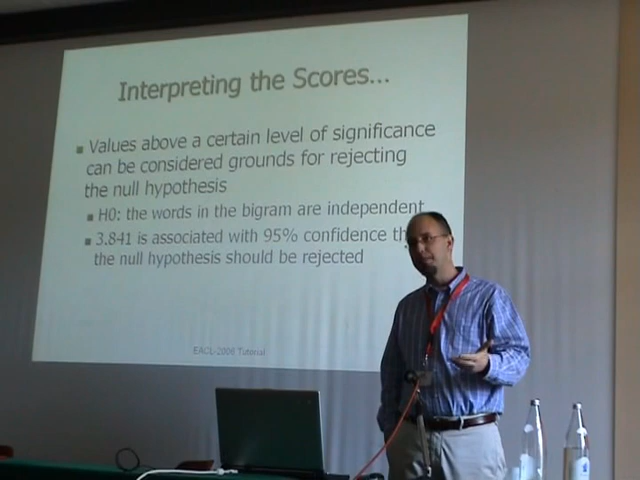 Interpreting the Scores...
Values above a certain level of significance
can be considered grounds for rejecting
the null hypothesis
H0: the words in the bigram are independent
3.841 is associated with 95% confidence th
the null hypothesis should be rejected
EACL-2006 Tutorial